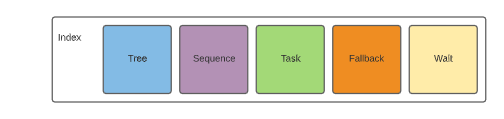 Index
Tree
Sequence
Task
Fallback
Wait